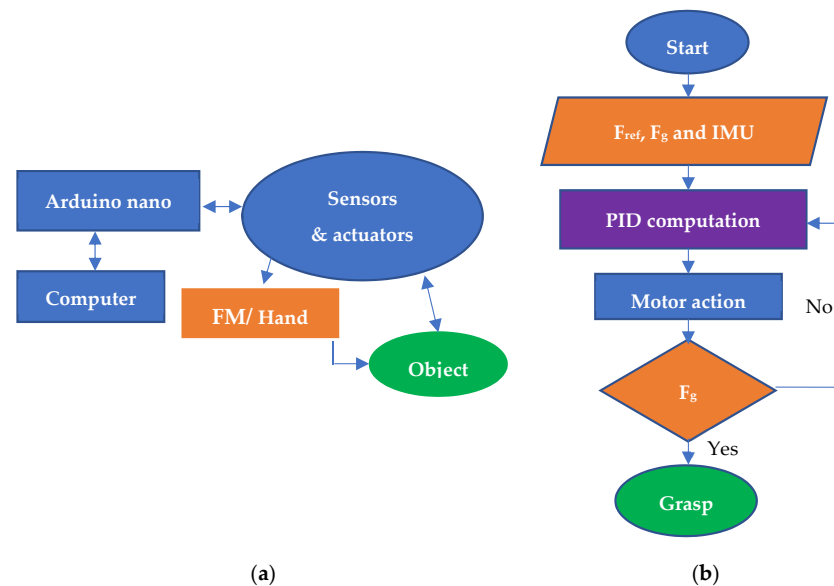 Arduino nano
Computer
Sensors
& actuators
FM/ Hand
Object
(a)
Start
Fref, Fg and IMU
PID computation
Motor action
No
Fg
Yes
Grasp
(b)